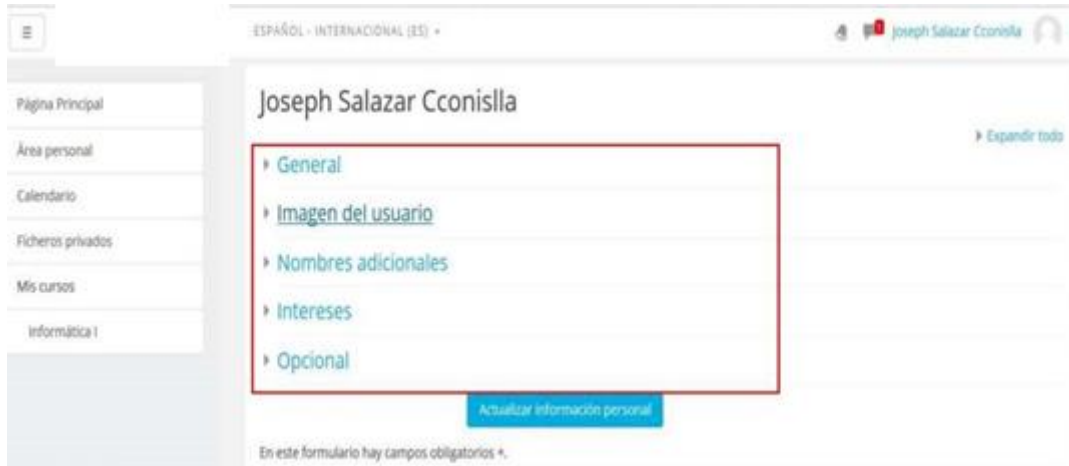 ESPAÑOL - INTERNACIONAL (ES)
1
Joseph Salazar Cconislla
Página Principal
Área personal
Calendario
Ficheros privados
Mis cursos
Informática I
Joseph Salazar Cconislla
Expandir todo
General
Imagen del usuario
Nombres adicionales
Intereses
Opcional
Actualizar información personal
En este formulario hay campos obligatorios *.